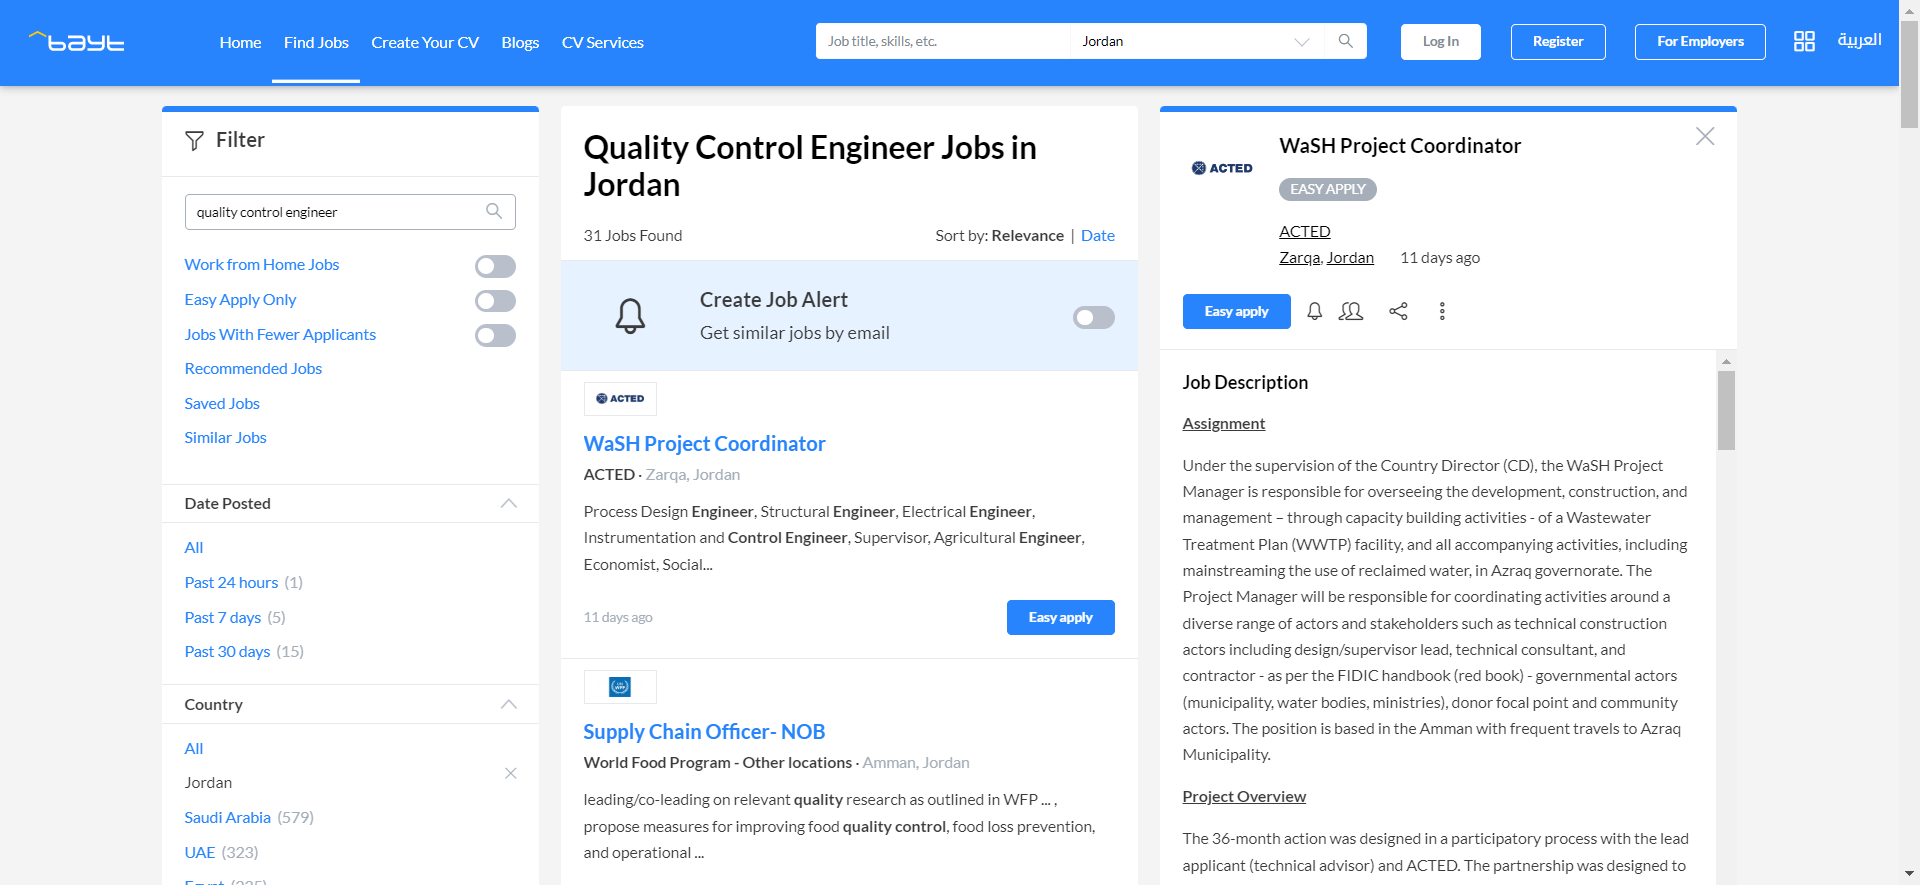 bayt
Home
Find Jobs
Create Your CV
Blogs
CV Services
Job title, skills, etc.
Jordan
Log In
Register
For Employers
العربية
Filter
quality control engineer
Work from Home Jobs
Easy Apply Only
Jobs With Fewer Applicants
Recommended Jobs
Saved Jobs
Similar Jobs
Date Posted
All
Past 24 hours (1)
Past 7 days (5)
Past 30 days (15)
Country
All
Jordan
Saudi Arabia (579)
UAE (323)
Quality Control Engineer Jobs in
Jordan
31 Jobs Found
Sort by: Relevance | Date
Create Job Alert
Get similar jobs by email
ACTED
WaSH Project Coordinator
ACTED · Zarqa, Jordan
Process Design Engineer, Structural Engineer, Electrical Engineer,
Instrumentation and Control Engineer, Supervisor, Agricultural Engineer,
Economist, Social...
11 days ago
Easy apply
WFP
Supply Chain Officer- NOB
World Food Program - Other locations · Amman, Jordan
leading/co-leading on relevant quality research as outlined in WFP ... ,
propose measures for improving food quality control, food loss prevention,
and operational ...
ACTED
WaSH Project Coordinator
EASY APPLY
ACTED
Zarqa, Jordan
11 days ago
Easy apply
Job Description
Assignment
Under the supervision of the Country Director (CD), the WaSH Project
Manager is responsible for overseeing the development, construction, and
management – through capacity building activities - of a Wastewater
Treatment Plan (WWTP) facility, and all accompanying activities, including
mainstreaming the use of reclaimed water, in Azraq governorate. The
Project Manager will be responsible for coordinating activities around a
diverse range of actors and stakeholders such as technical construction
actors including design/supervisor lead, technical consultant, and
contractor - as per the FIDIC handbook (red book) - governmental actors
(municipality, water bodies, ministries), donor focal point and community
actors. The position is based in the Amman with frequent travels to Azraq
Municipality.
Project Overview
The 36-month action was designed in a participatory process with the lead
applicant (technical advisor) and ACTED. The partnership was designed to